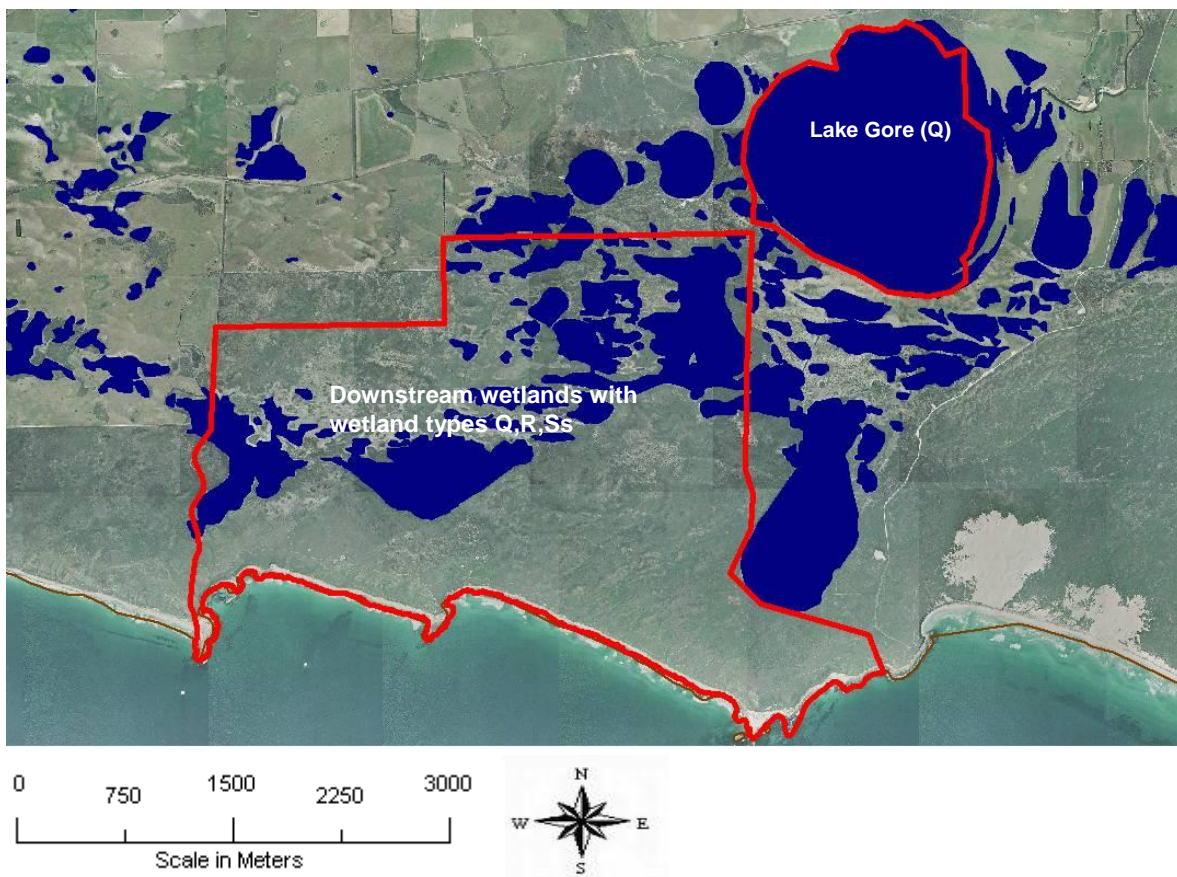 Lake Gore (Q)
Downstream wetlands with
wetland types Q,R,Ss
0 750 1500 2250 3000
Scale in Meters
N
W E
S